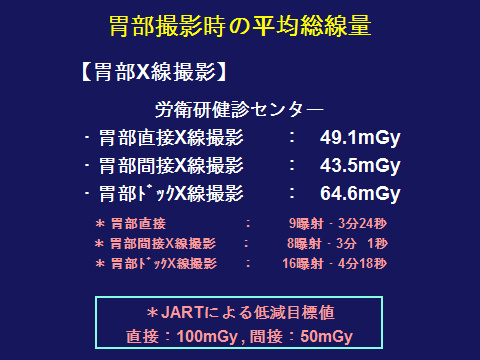 胃部撮影時の平均総線量
【胃部X線撮影】
労衛研健診センター
・胃部直接X線撮影　：　49.1mGy
・胃部間接X線撮影　：　43.5mGy
・胃部ﾄﾞｯｸX線撮影　：　64.6mGy
＊胃部直接　：　9曝射・3分24秒
＊胃部間接X線撮影　：　8曝射・3分 1秒
＊胃部ﾄﾞｯｸX線撮影　：　16曝射・4分18秒
＊JARTによる低減目標値
直接：100mGy , 間接：50mGy